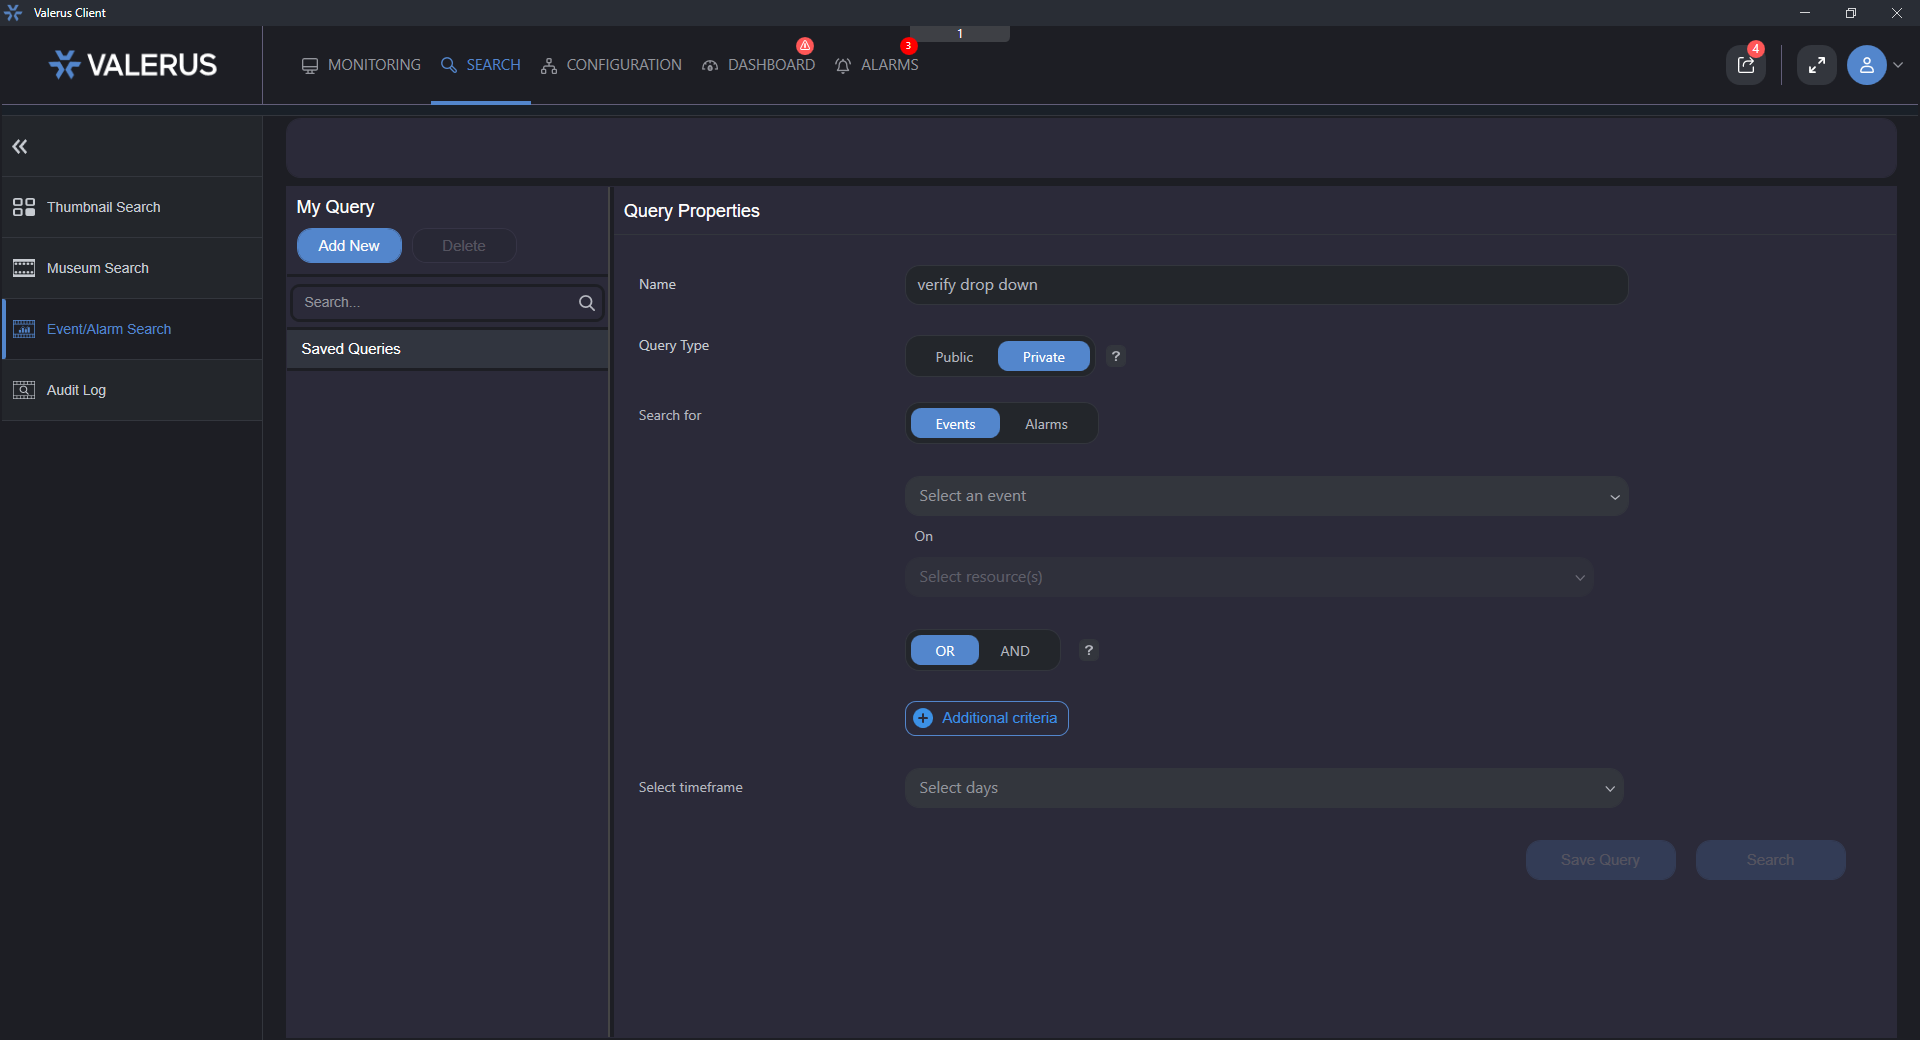 Valerus Client
1
VALERUS
MONITORING
SEARCH
CONFIGURATION
DASHBOARD
3
ALARMS
4
Thumbnail Search
Museum Search
Event/Alarm Search
Audit Log
My Query
Add New
Delete
Search...
Saved Queries
Query Properties
Name
verify drop down
Query Type
Public
Private
?
Search for
Events
Alarms
Select an event
On
Select resource(s)
OR
AND
?
Additional criteria
Select timeframe
Select days
Save Query
Search